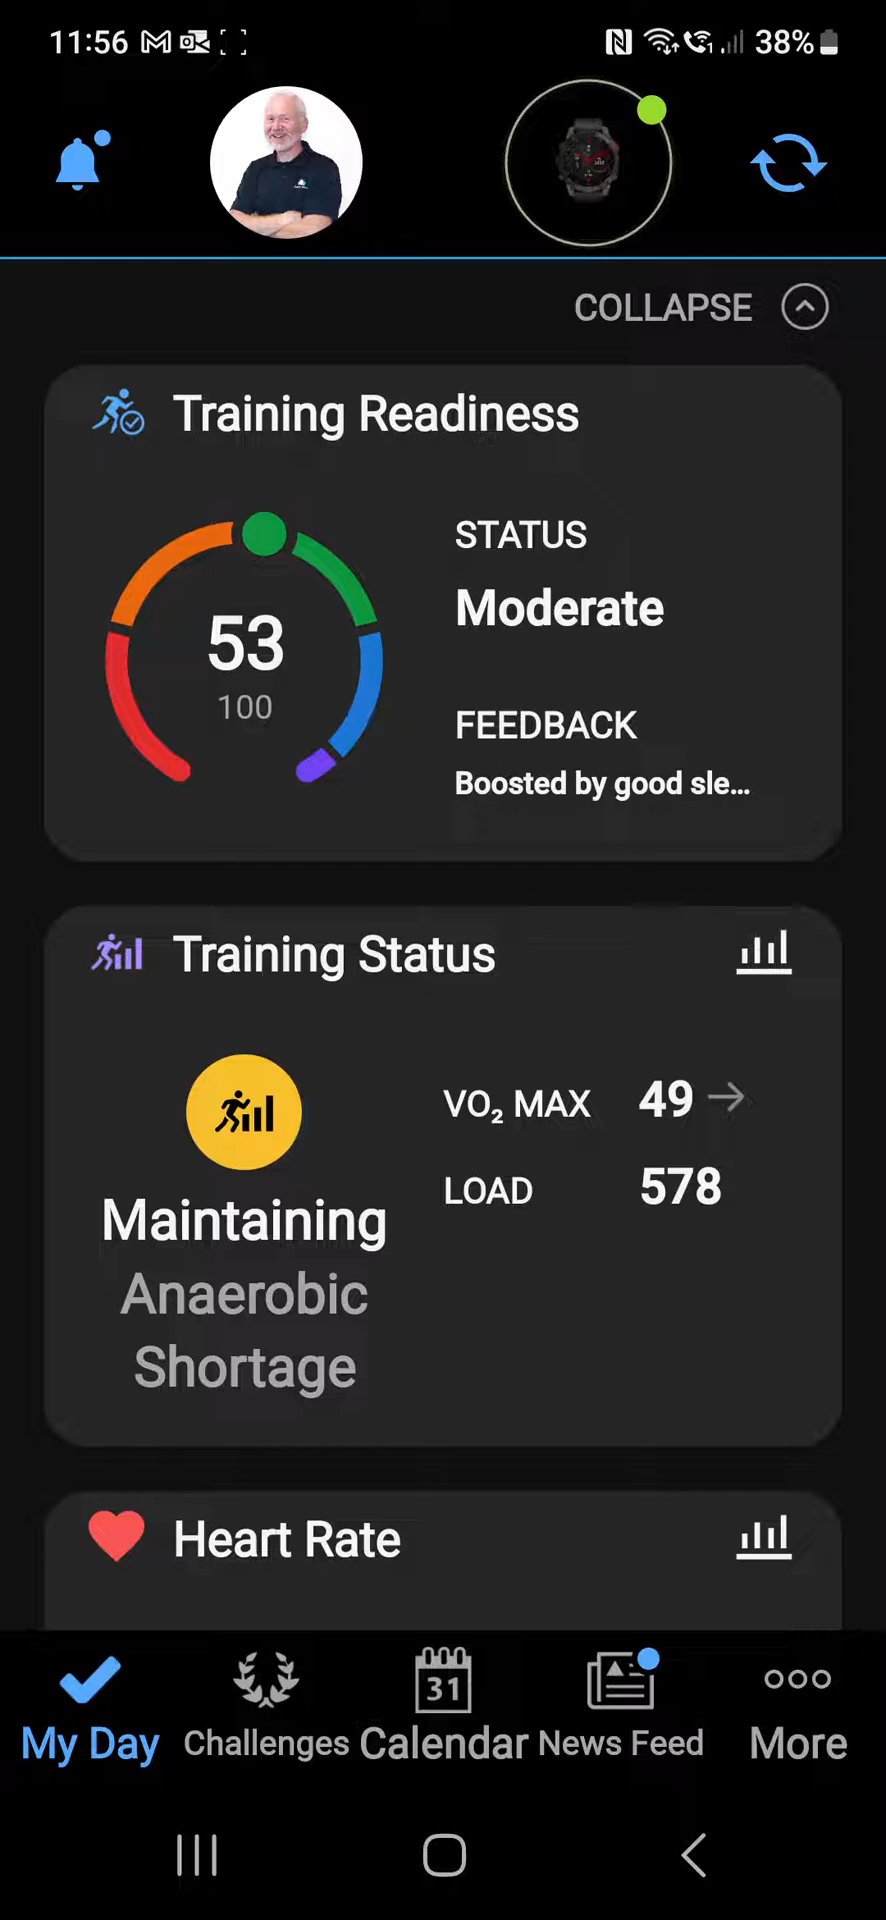 11:56 38%
COLLAPSE
Training Readiness
53
100
STATUS
Moderate
FEEDBACK
Boosted by good sle...
Training Status
Maintaining
Anaerobic
Shortage
VO₂ MAX 49
LOAD 578
Heart Rate
31
My Day Challenges Calendar News Feed More